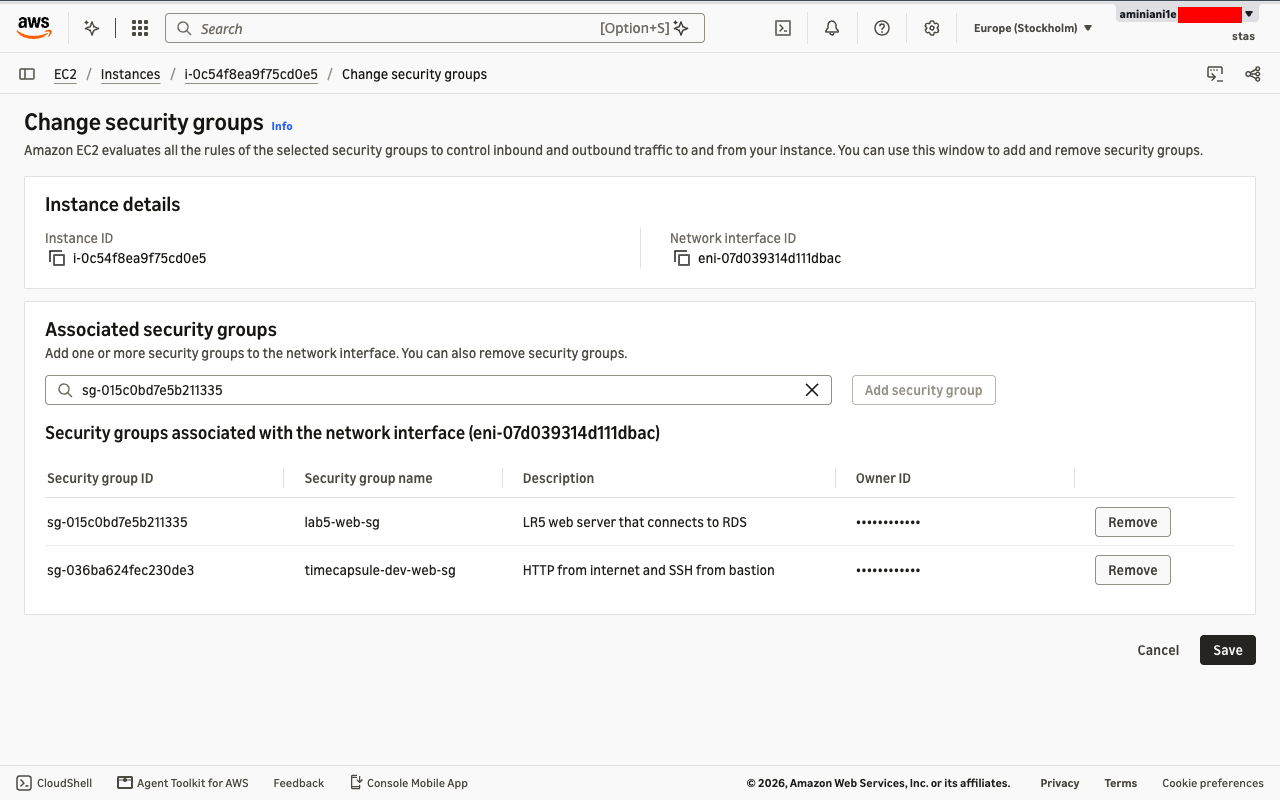 aws
Search [Option+S]
Europe (Stockholm)
aminiani1e
stas
EC2 / Instances / i-0c54f8ea9f75cd0e5 / Change security groups
Change security groups Info
Amazon EC2 evaluates all the rules of the selected security groups to control inbound and outbound traffic to and from your instance. You can use this window to add and remove security groups.
Instance details
Instance ID
i-0c54f8ea9f75cd0e5
Network interface ID
eni-07d039314d111dbac
Associated security groups
Add one or more security groups to the network interface. You can also remove security groups.
sg-015c0bd7e5b211335 Add security group
Security groups associated with the network interface (eni-07d039314d111dbac)
Security group ID Security group name Description Owner ID
sg-015c0bd7e5b211335 lab5-web-sg LR5 web server that connects to RDS •••••••••••• Remove
sg-036ba624fec230de3 timecapsule-dev-web-sg HTTP from internet and SSH from bastion •••••••••••• Remove
Cancel Save
CloudShell Agent Toolkit for AWS Feedback Console Mobile App © 2026, Amazon Web Services, Inc. or its affiliates. Privacy Terms Cookie preferences